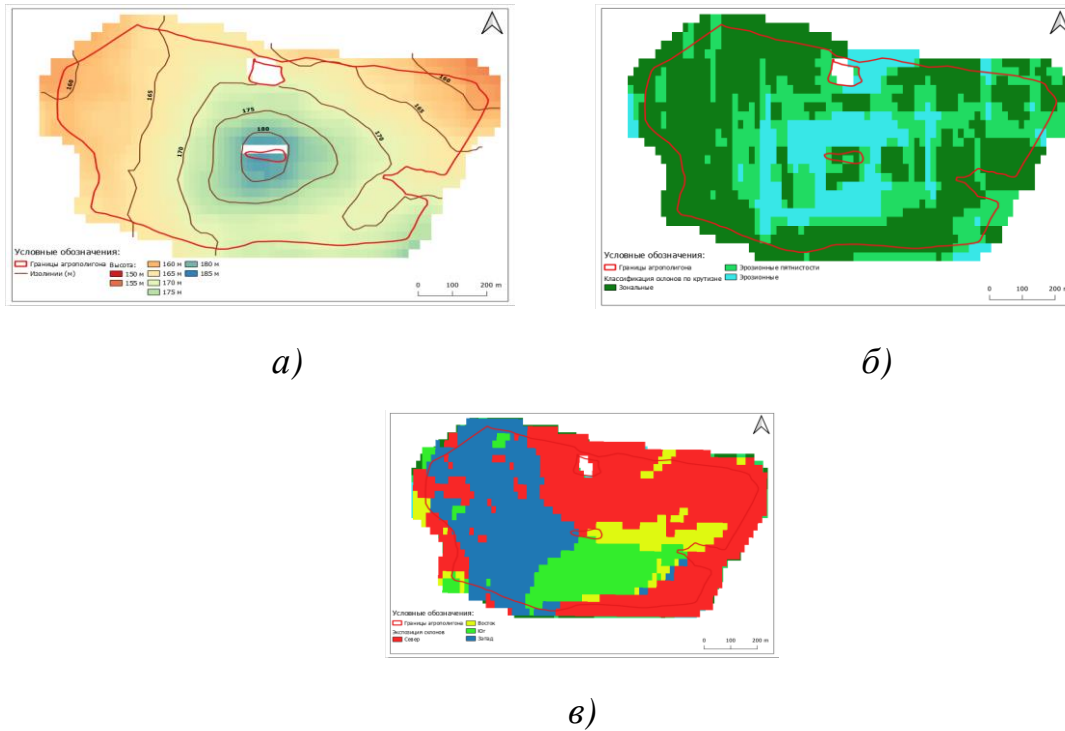 160
165
170
175
180
160
165
170
Условные обозначения:
Границы агрополигона
Изолинии (м)
Высота:
150 м
155 м
160 м
165 м
170 м
175 м
180 м
185 м
0 100 200 m
а)
Условные обозначения:
Границы агрополигона
Классификация склонов по крутизне
Зональные
Эрозионные пятнистости
Эрозионные
0 100 200 m
б)
Условные обозначения:
Границы агрополигона
Экспозиция склонов
Север
Восток
Юг
Запад
0 100 200 m
в)